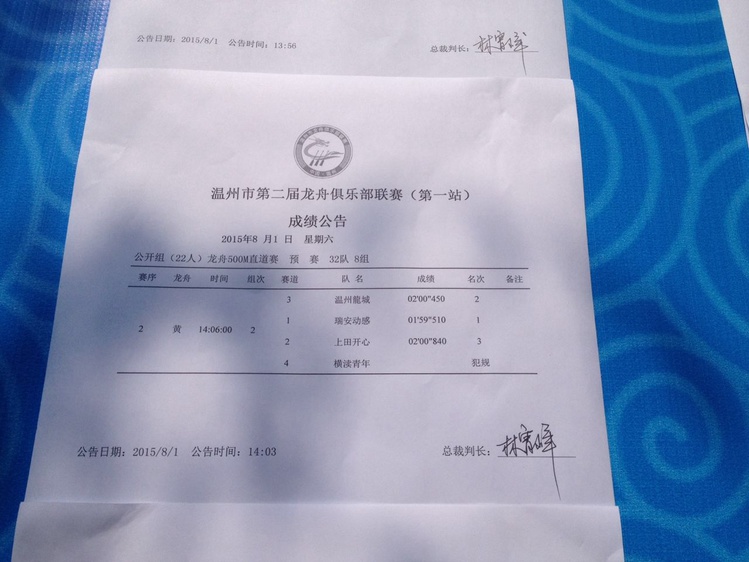 公告日期：2015/8/1 公告时间：13:56 总裁判长：
温州市第二届龙舟俱乐部联赛（第一站）
成绩公告
2015年8 月1 日 星期六
公开组（22人）龙舟500M直道赛 预 赛 32队 8组
赛序 龙舟 时间 组次 赛道 队 名 成绩 名次 备注
3 温州龍城 02'00"450 2
1 瑞安动感 01'59"510 1
2 黄 14:06:00 2
2 上田开心 02'00"840 3
4 横渎青年 犯规
公告日期：2015/8/1 公告时间：14:03 总裁判长：